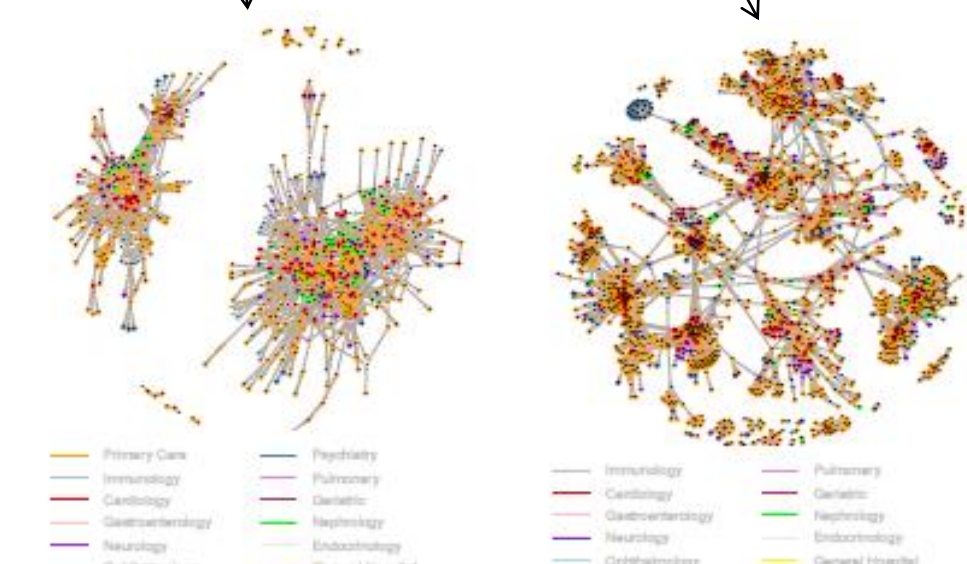 Primary Care
Immunology
Cardiology
Gastroenterology
Neurology
Psychiatry
Pulmonary
Geriatric
Nephrology
Endocrinology
Immunology
Cardiology
Gastroenterology
Neurology
Ophthalmology
Pulmonary
Geriatric
Nephrology
Endocrinology
General Hospital